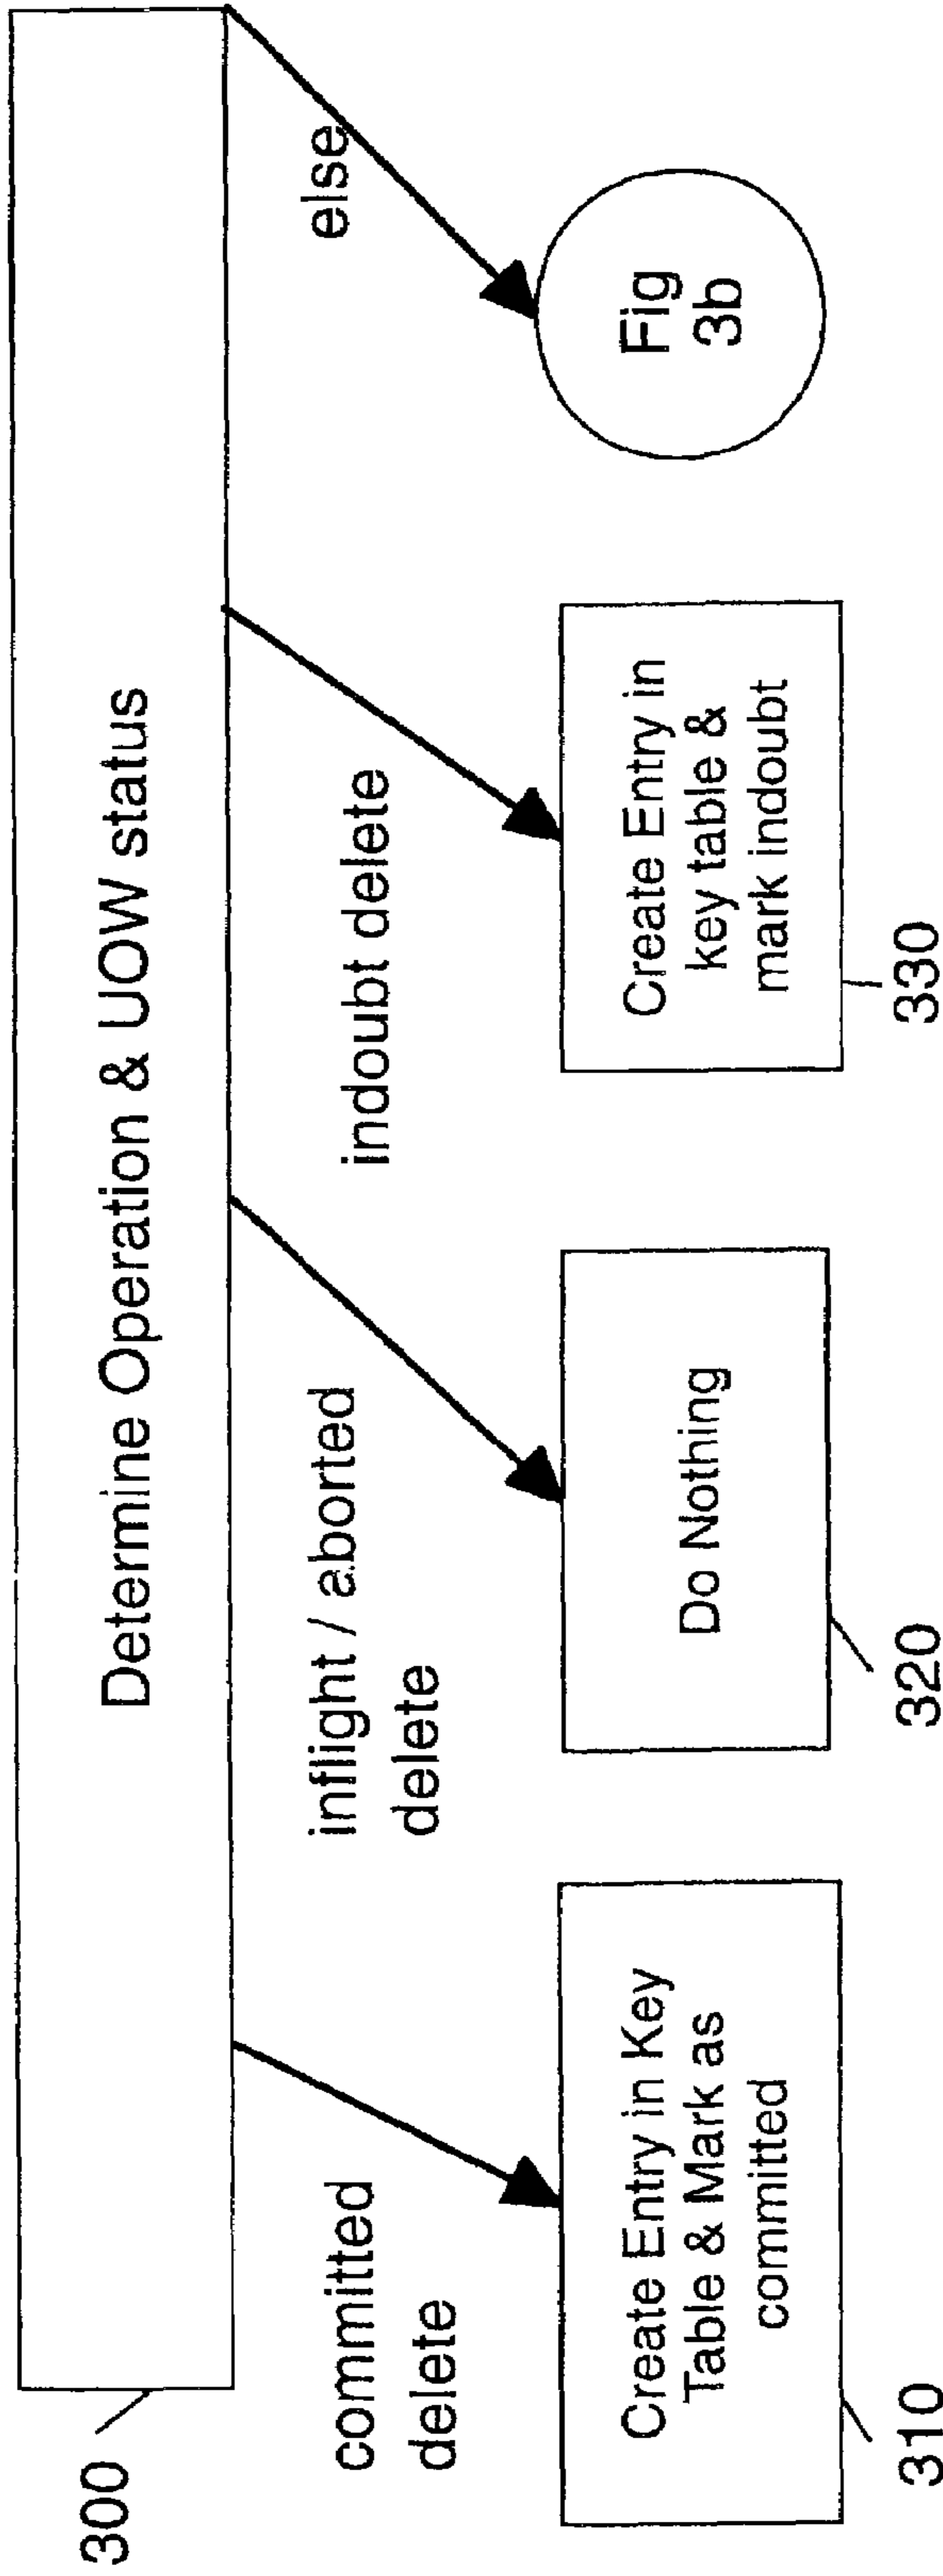 300
Determine Operation & UOW status
committed
delete
inflight / aborted
delete
indoubt delete
else
Create Entry in Key
Table & Mark as
committed
310
Do Nothing
320
Create Entry in
key table &
mark indoubt
330
Fig
3b